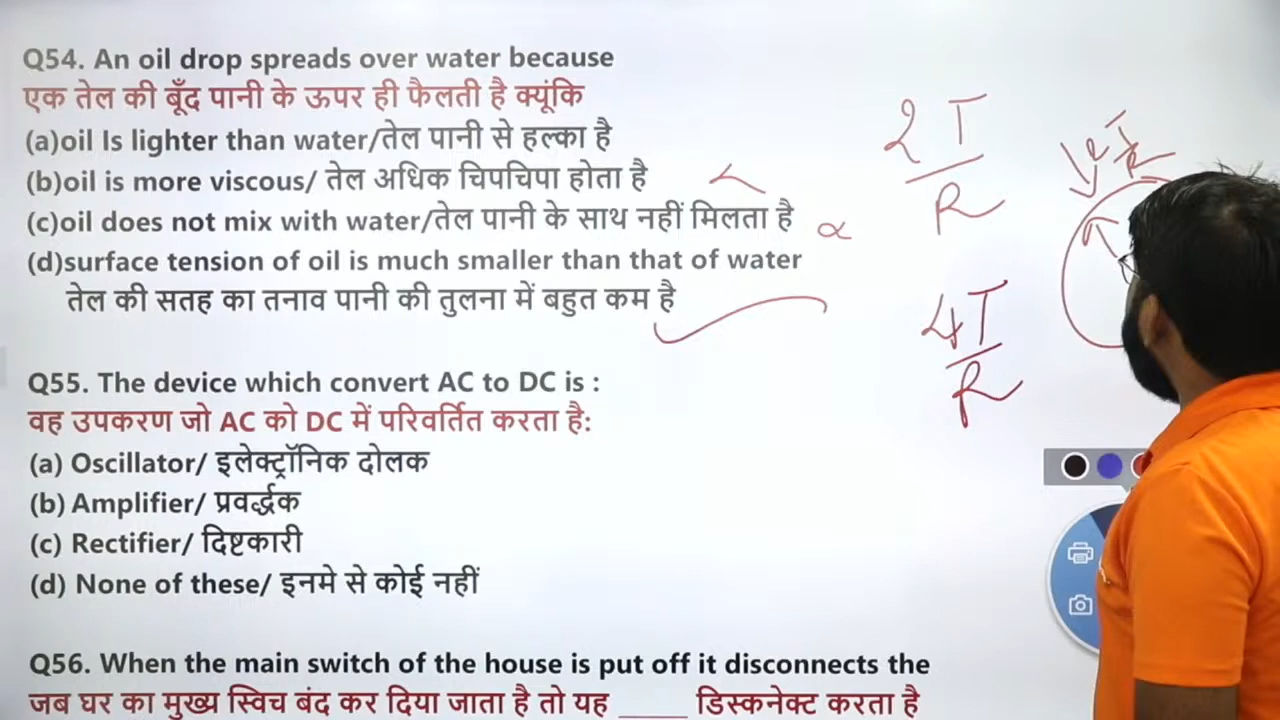 Q54. An oil drop spreads over water because
एक तेल की बूँद पानी के ऊपर ही फैलती है क्यूंकि
(a)oil Is lighter than water/तेल पानी से हल्का है
(b)oil is more viscous/ तेल अधिक चिपचिपा होता है
(c)oil does not mix with water/तेल पानी के साथ नहीं मिलता है
(d)surface tension of oil is much smaller than that of water
तेल की सतह का तनाव पानी की तुलना में बहुत कम है
2T
R
4T
R
Q55. The device which convert AC to DC is :
वह उपकरण जो AC को DC में परिवर्तित करता है:
(a) Oscillator/ इलेक्ट्रॉनिक दोलक
(b) Amplifier/ प्रवर्द्धक
(c) Rectifier/ दिष्टकारी
(d) None of these/ इनमे से कोई नहीं
Q56. When the main switch of the house is put off it disconnects the
जब घर का मुख्य स्विच बंद कर दिया जाता है तो यह _____ डिस्कनेक्ट करता है